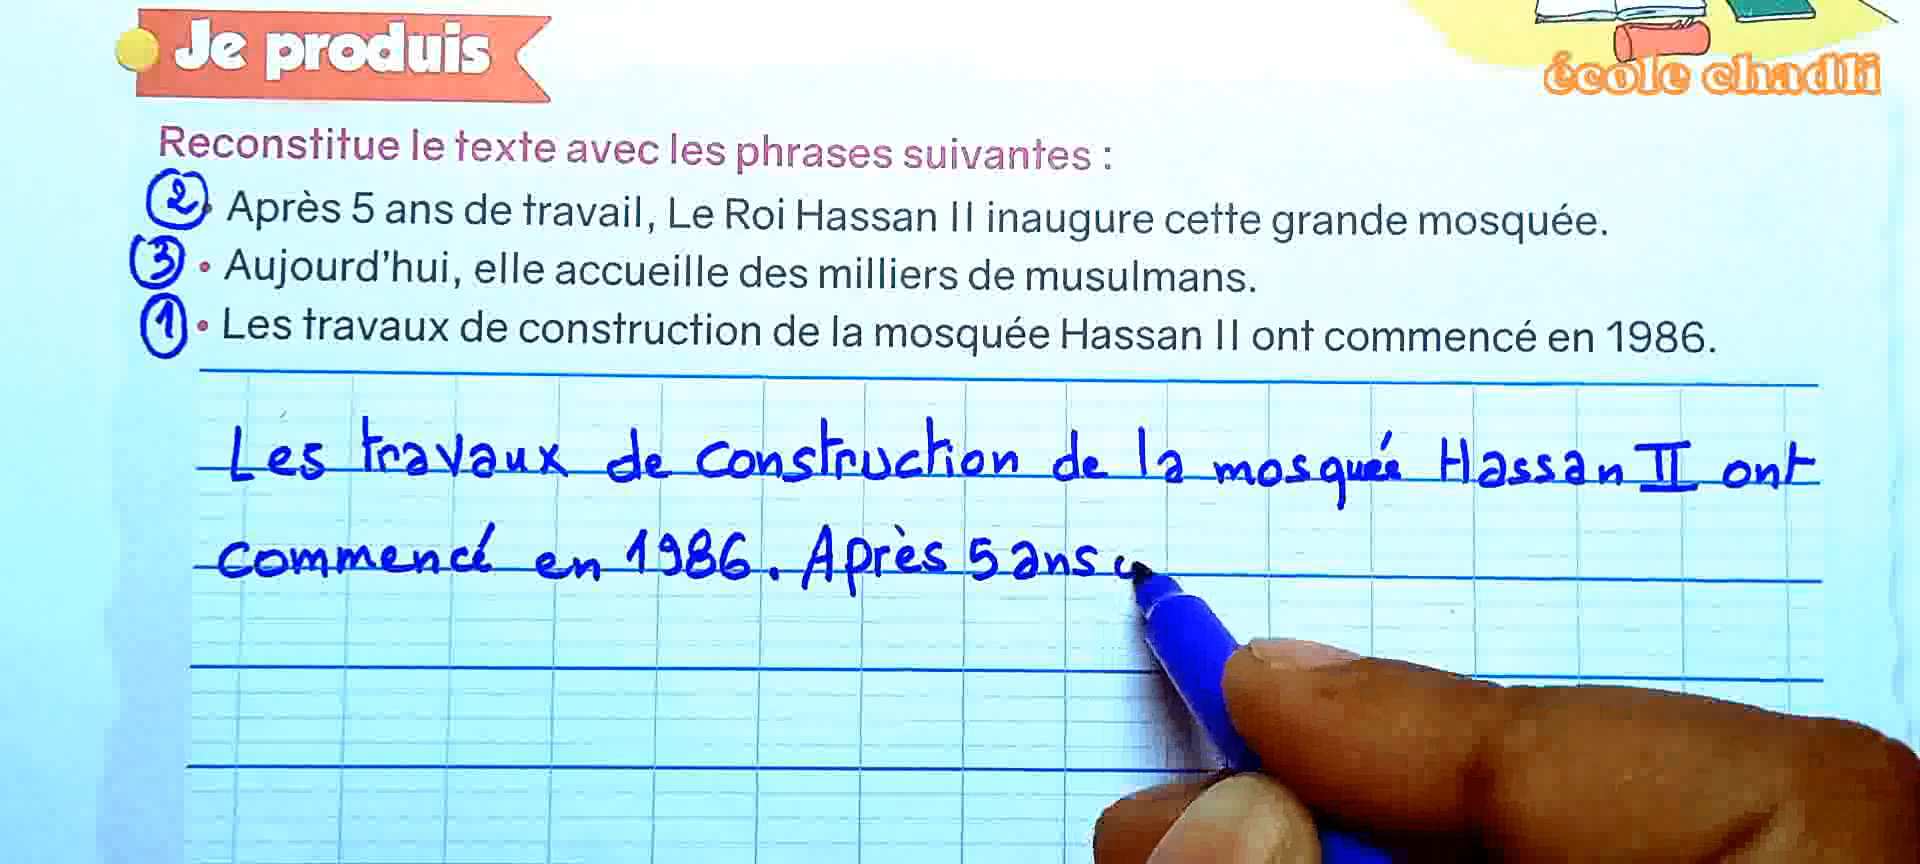 Je produis
école chadli
Reconstitue le texte avec les phrases suivantes :
2 • Après 5 ans de travail, Le Roi Hassan II inaugure cette grande mosquée.
3 • Aujourd'hui, elle accueille des milliers de musulmans.
1 • Les travaux de construction de la mosquée Hassan II ont commencé en 1986.
Les travaux de construction de la mosquée Hassan II ont
commencé en 1986. Après 5 ans